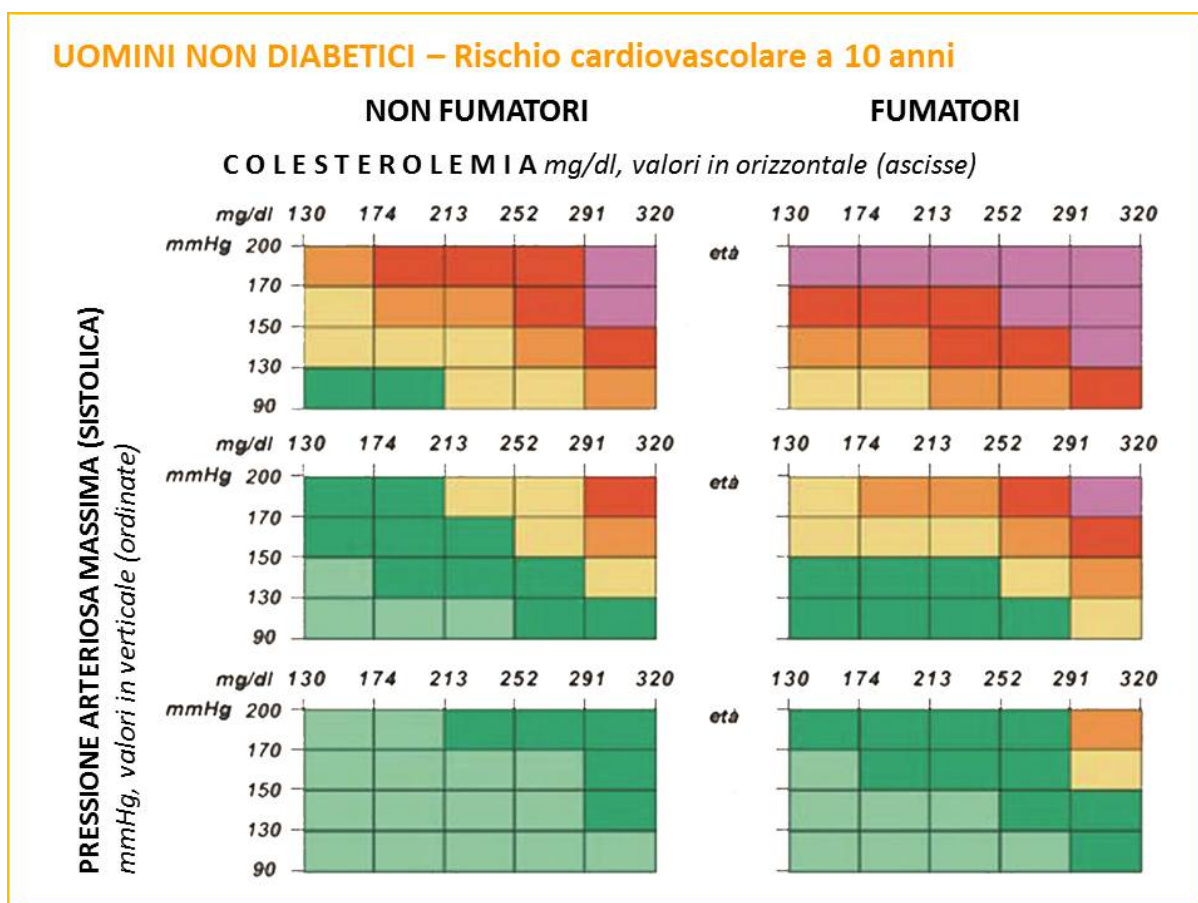 UOMINI NON DIABETICI – Rischio cardiovascolare a 10 anni
NON FUMATORI FUMATORI
C O L E S T E R O L E M I A mg/dl, valori in orizzontale (ascisse)
PRESSIONE ARTERIOSA MASSIMA (SISTOLICA)
mmHg, valori in verticale (ordinate)
mg/dl 130 174 213 252 291 320 130 174 213 252 291 320
mmHg 200 età
170
150
130
90
mg/dl 130 174 213 252 291 320 130 174 213 252 291 320
mmHg 200 età
170
150
130
90
mg/dl 130 174 213 252 291 320 130 174 213 252 291 320
mmHg 200 età
170
150
130
90